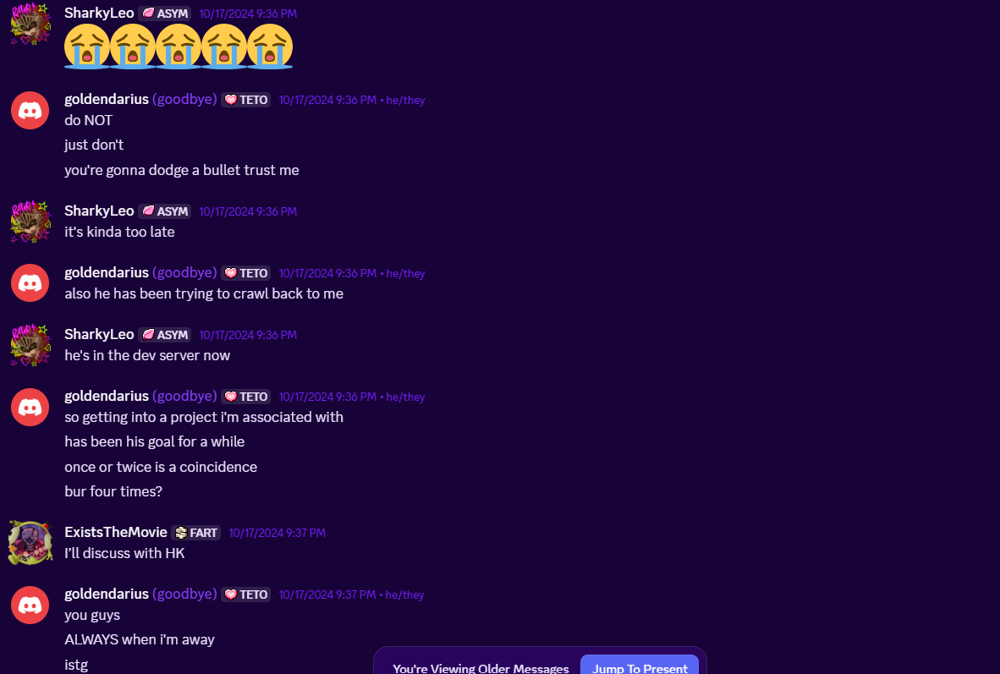 SharkyLeo ASYM 10/17/2024 9:36 PM
😭😭😭😭😭
goldendarius (goodbye) TETO 10/17/2024 9:36 PM • he/they
do NOT
just don't
you're gonna dodge a bullet trust me
SharkyLeo ASYM 10/17/2024 9:36 PM
it's kinda too late
goldendarius (goodbye) TETO 10/17/2024 9:36 PM • he/they
also he has been trying to crawl back to me
SharkyLeo ASYM 10/17/2024 9:36 PM
he's in the dev server now
goldendarius (goodbye) TETO 10/17/2024 9:36 PM • he/they
so getting into a project i'm associated with
has been his goal for a while
once or twice is a coincidence
bur four times?
ExistsTheMovie FART 10/17/2024 9:37 PM
I’ll discuss with HK
goldendarius (goodbye) TETO 10/17/2024 9:37 PM • he/they
you guys
ALWAYS when i'm away
istg
You're Viewing Older Messages Jump To Present